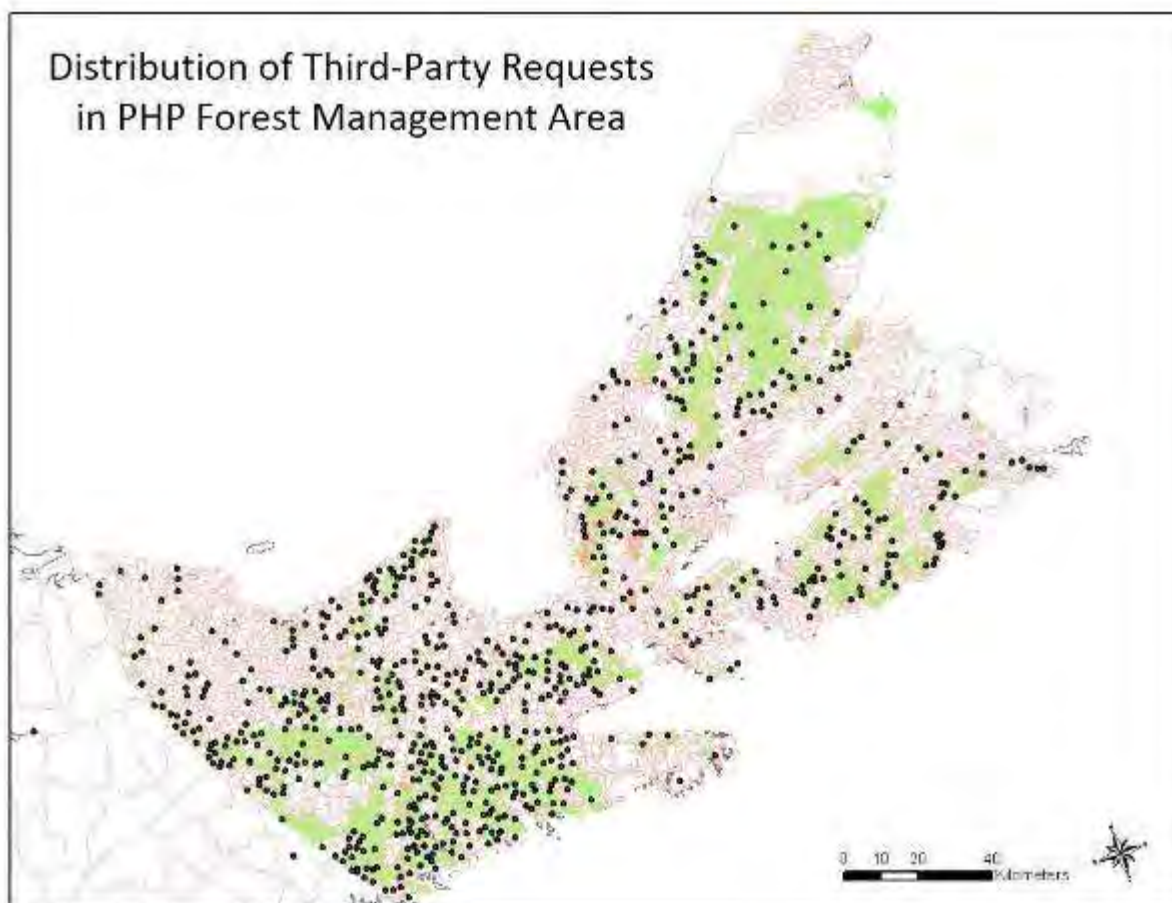 Distribution of Third-Party Requests
in PHP Forest Management Area
0 10 20 40
Kilometers